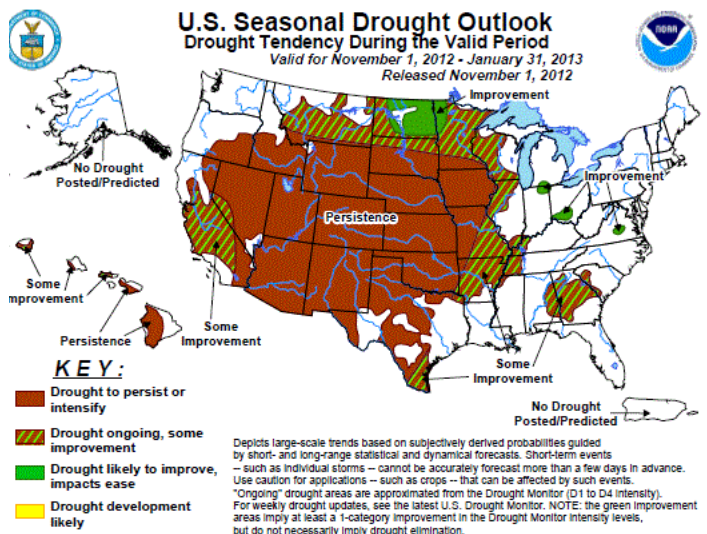 U.S. Seasonal Drought Outlook
Drought Tendency During the Valid Period
Valid for November 1, 2012 - January 31, 2013
Released November 1, 2012
NOAA
Improvement
No Drought
Posted/Predicted
Improvement
Persistence
Some
Improvement
Persistence
Some
Improvement
Some
Improvement
No Drought
Posted/Predicted
KEY:
Drought to persist or
intensify
Drought ongoing, some
improvement
Drought likely to improve,
impacts ease
Drought development
likely
Depicts large-scale trends based on subjectively derived probabilities guided
by short- and long-range statistical and dynamical forecasts. Short-term events
-- such as individual storms -- cannot be accurately forecast more than a few days in advance.
Use caution for applications -- such as crops -- that can be affected by such events.
"Ongoing" drought areas are approximated from the Drought Monitor (D1 to D4 intensity).
For weekly drought updates, see the latest U.S. Drought Monitor. NOTE: the green improvement
areas imply at least a 1-category improvement in the Drought Monitor intensity levels,
but do not necessarily imply drought elimination.